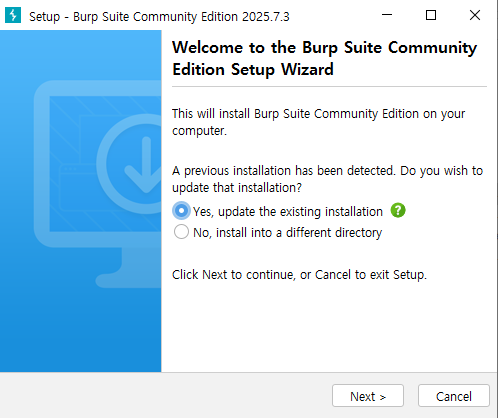 Setup - Burp Suite Community Edition 2025.7.3
Welcome to the Burp Suite Community
Edition Setup Wizard
This will install Burp Suite Community Edition on your
computer.
A previous installation has been detected. Do you wish to
update that installation?
Yes, update the existing installation ?
No, install into a different directory
Click Next to continue, or Cancel to exit Setup.
Next >
Cancel